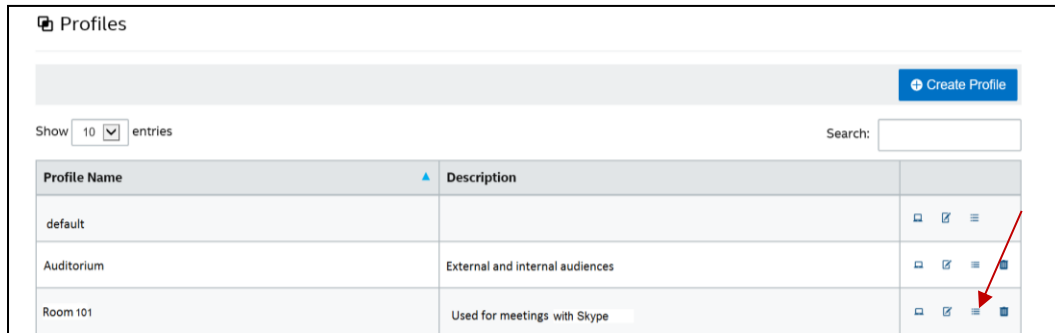 Profiles
Create Profile
Show 10 entries
Search:
Profile Name Description
default
Auditorium External and internal audiences
Room 101 Used for meetings with Skype